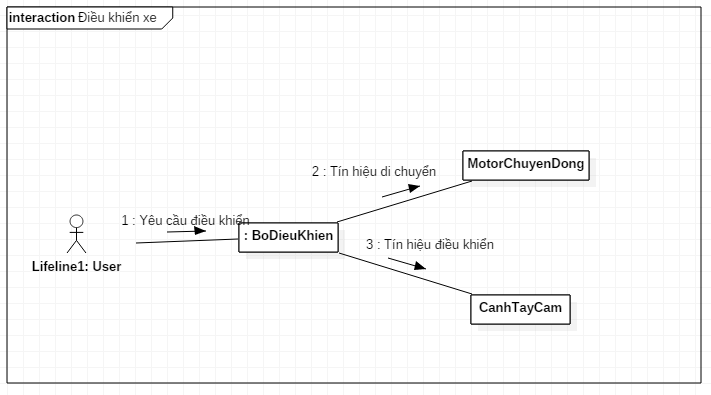 interaction Điều khiển xe
2 : Tín hiệu di chuyển
MotorChuyenDong
1 : Yêu cầu điều khiển
: BoDieuKhien
3 : Tín hiệu điều khiển
Lifeline1: User
CanhTayCam